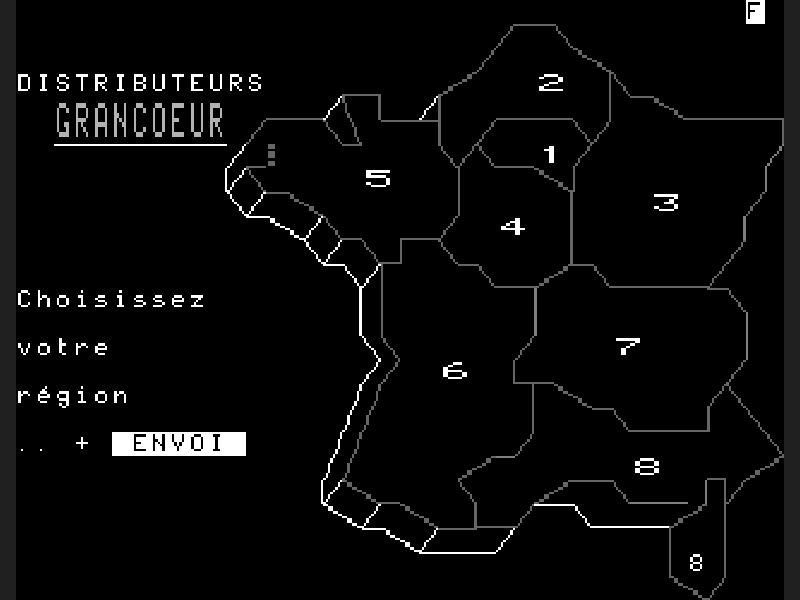 F
DISTRIBUTEURS
GRANCOEUR
2
1
5
3
4
Choisissez
votre
région
.. + ENVOI
7
6
8
8